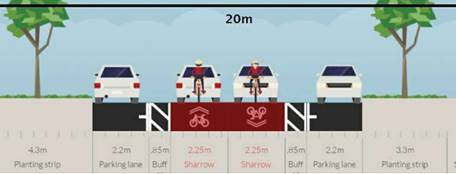 20m
4.3m 2.2m .85m 2.25m 2.25m .85m 2.2m 3.3m
Planting strip Parking lane Buff Sharrow Sharrow Buff Parking lane Planting strip